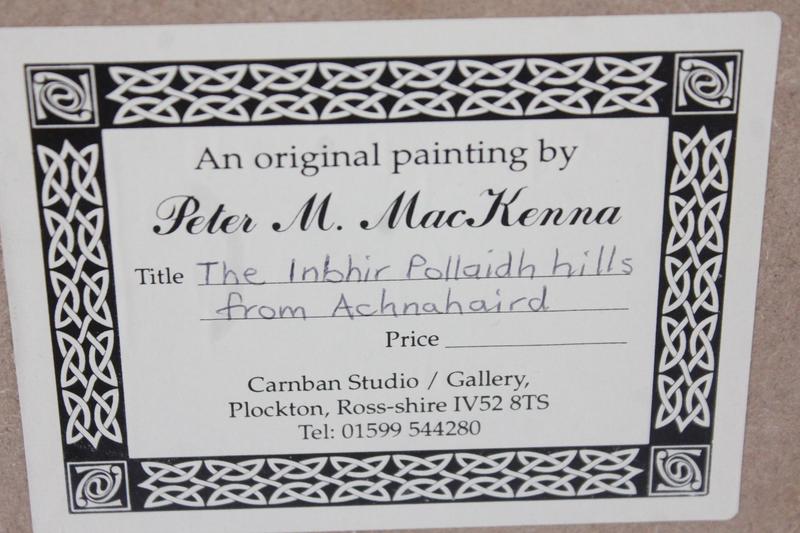 An original painting by
Peter M. MacKenna
Title The Inbhir Pollaidh hills
from Achnahaird
Price
Carnban Studio / Gallery,
Plockton, Ross-shire IV52 8TS
Tel: 01599 544280